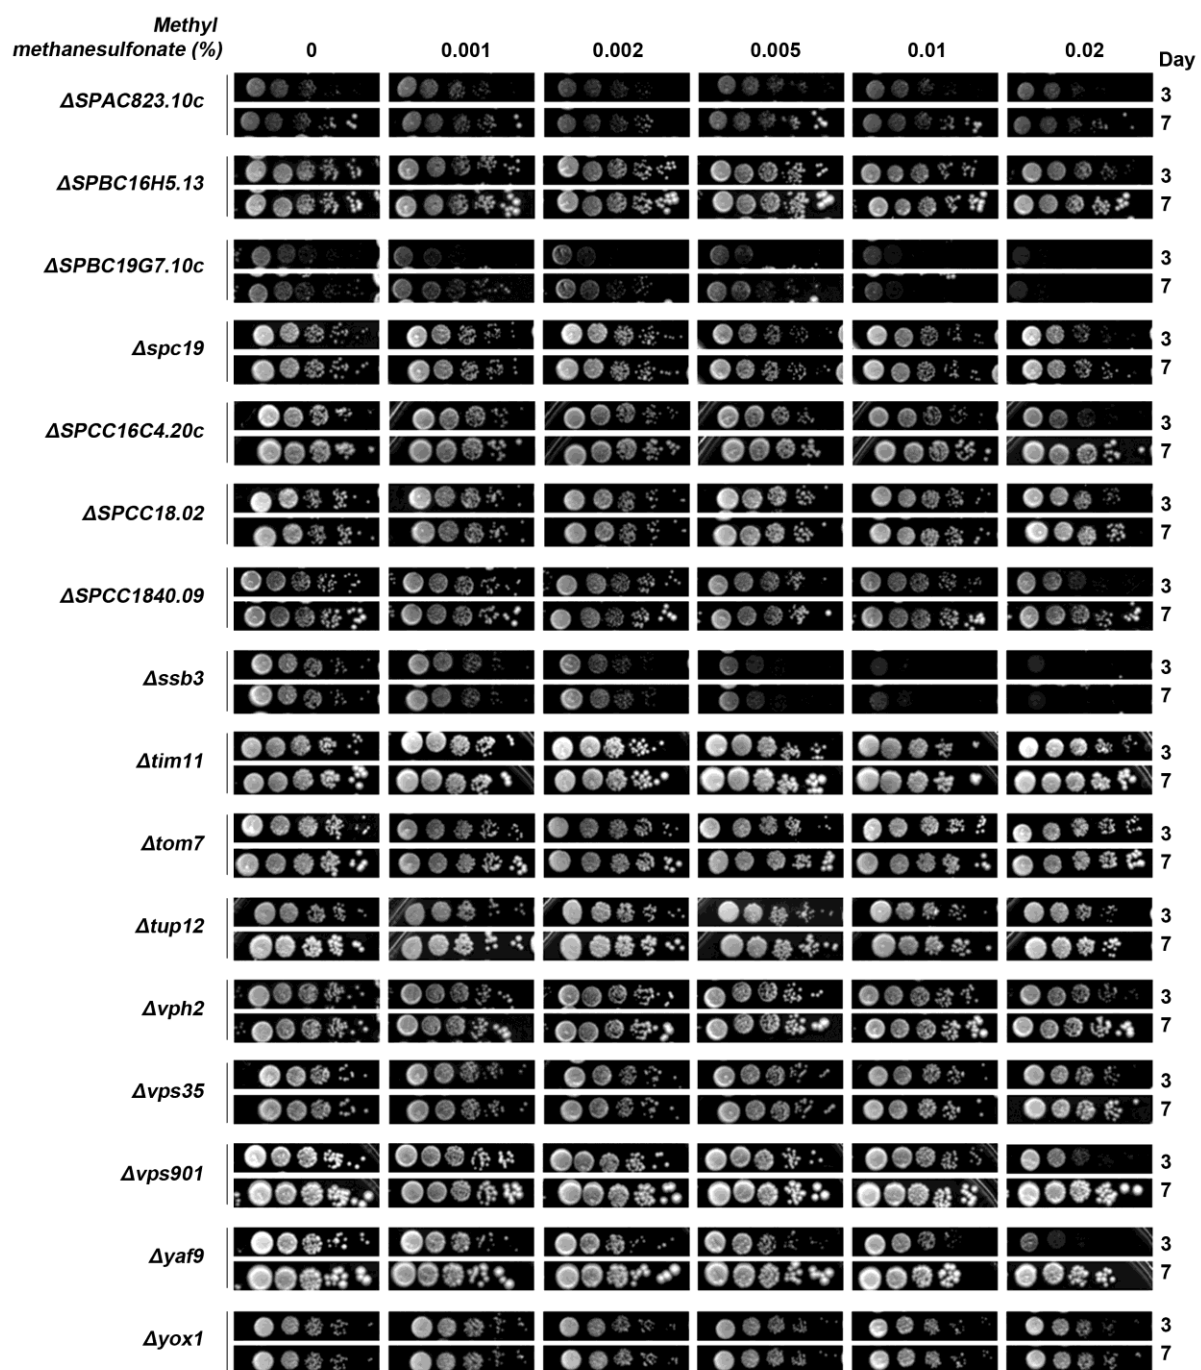 Methyl
methanesulfonate (%) 0 0.001 0.002 0.005 0.01 0.02 Day
ΔSPAC823.10c 3
7
ΔSPBC16H5.13 3
7
ΔSPBC19G7.10c 3
7
Δspc19 3
7
ΔSPCC16C4.20c 3
7
ΔSPCC18.02 3
7
ΔSPCC1840.09 3
7
Δssb3 3
7
Δtim11 3
7
Δtom7 3
7
Δtup12 3
7
Δvph2 3
7
Δvps35 3
7
Δvps901 3
7
Δyaf9 3
7
Δyox1 3
7